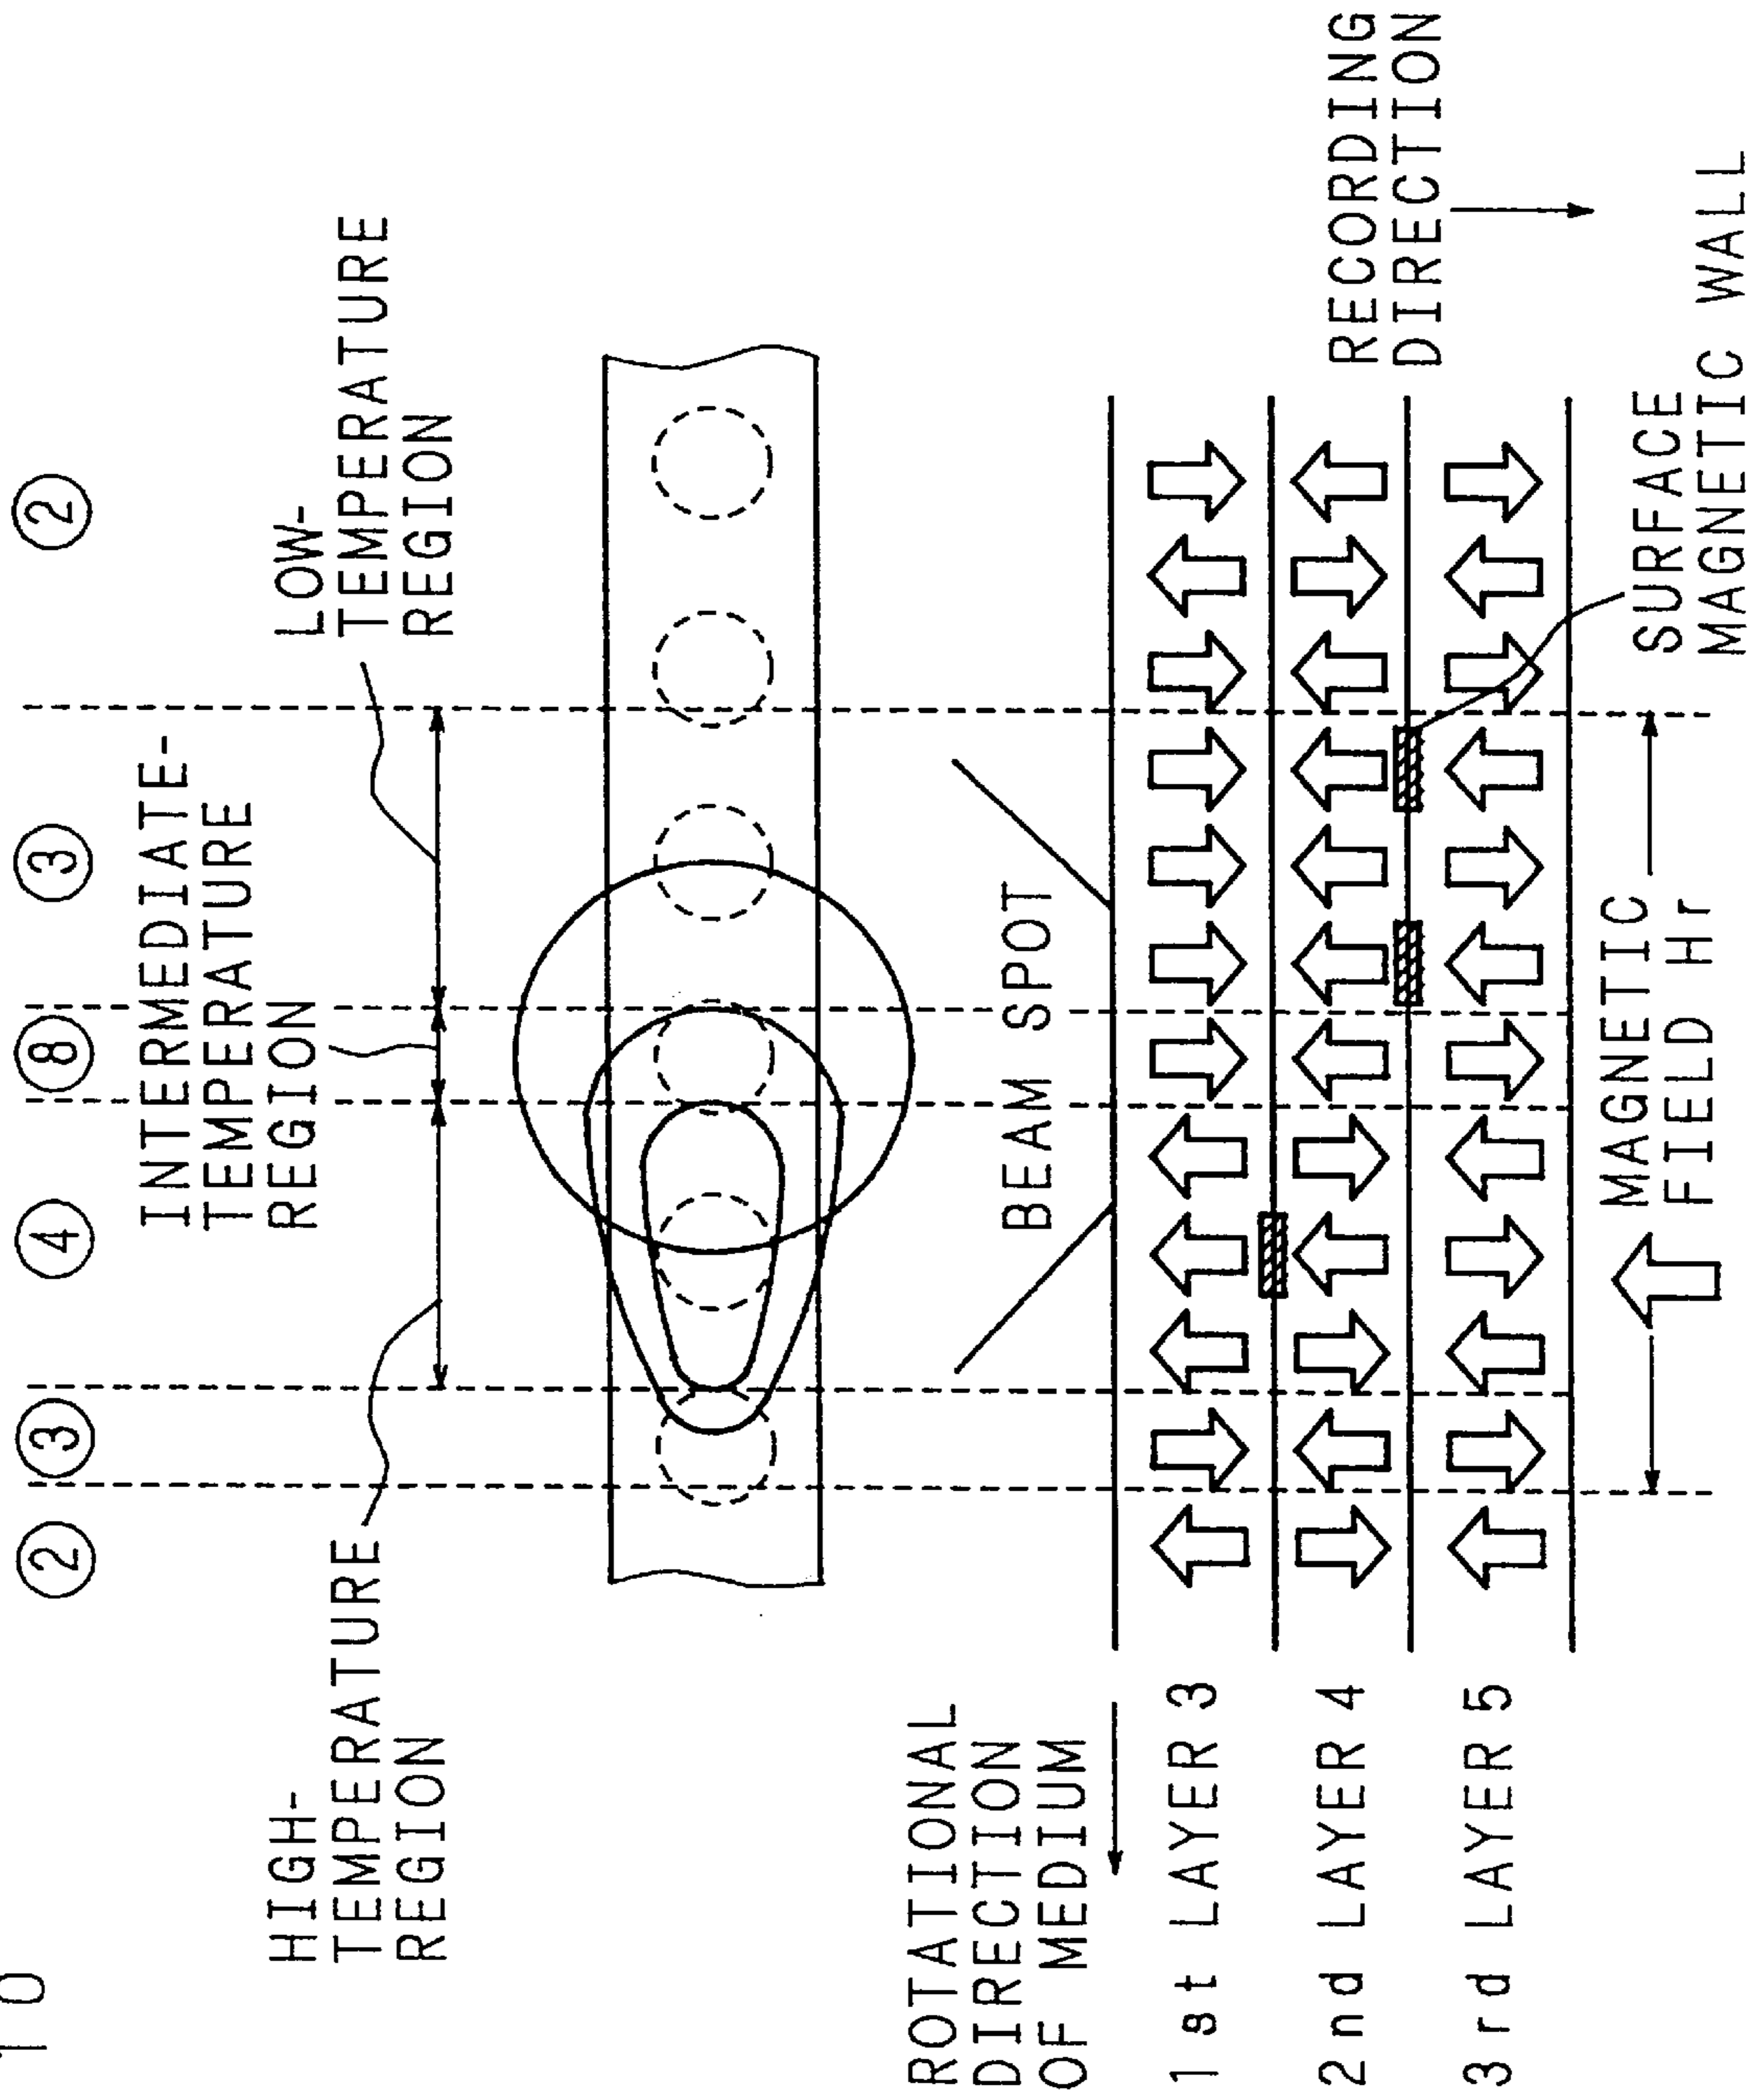 10
② ③ ④ ⑧ ③ ②
INTERMEDIATE-
TEMPERATURE
REGION
HIGH-
TEMPERATURE
REGION
LOW-
TEMPERATURE
REGION
BEAM SPOT
ROTATIONAL
DIRECTION
OF MEDIUM
1st LAYER 3
2nd LAYER 4
3rd LAYER 5
RECORDING
DIRECTION
MAGNETIC
FIELD Hr
SURFACE
MAGNETIC WALL